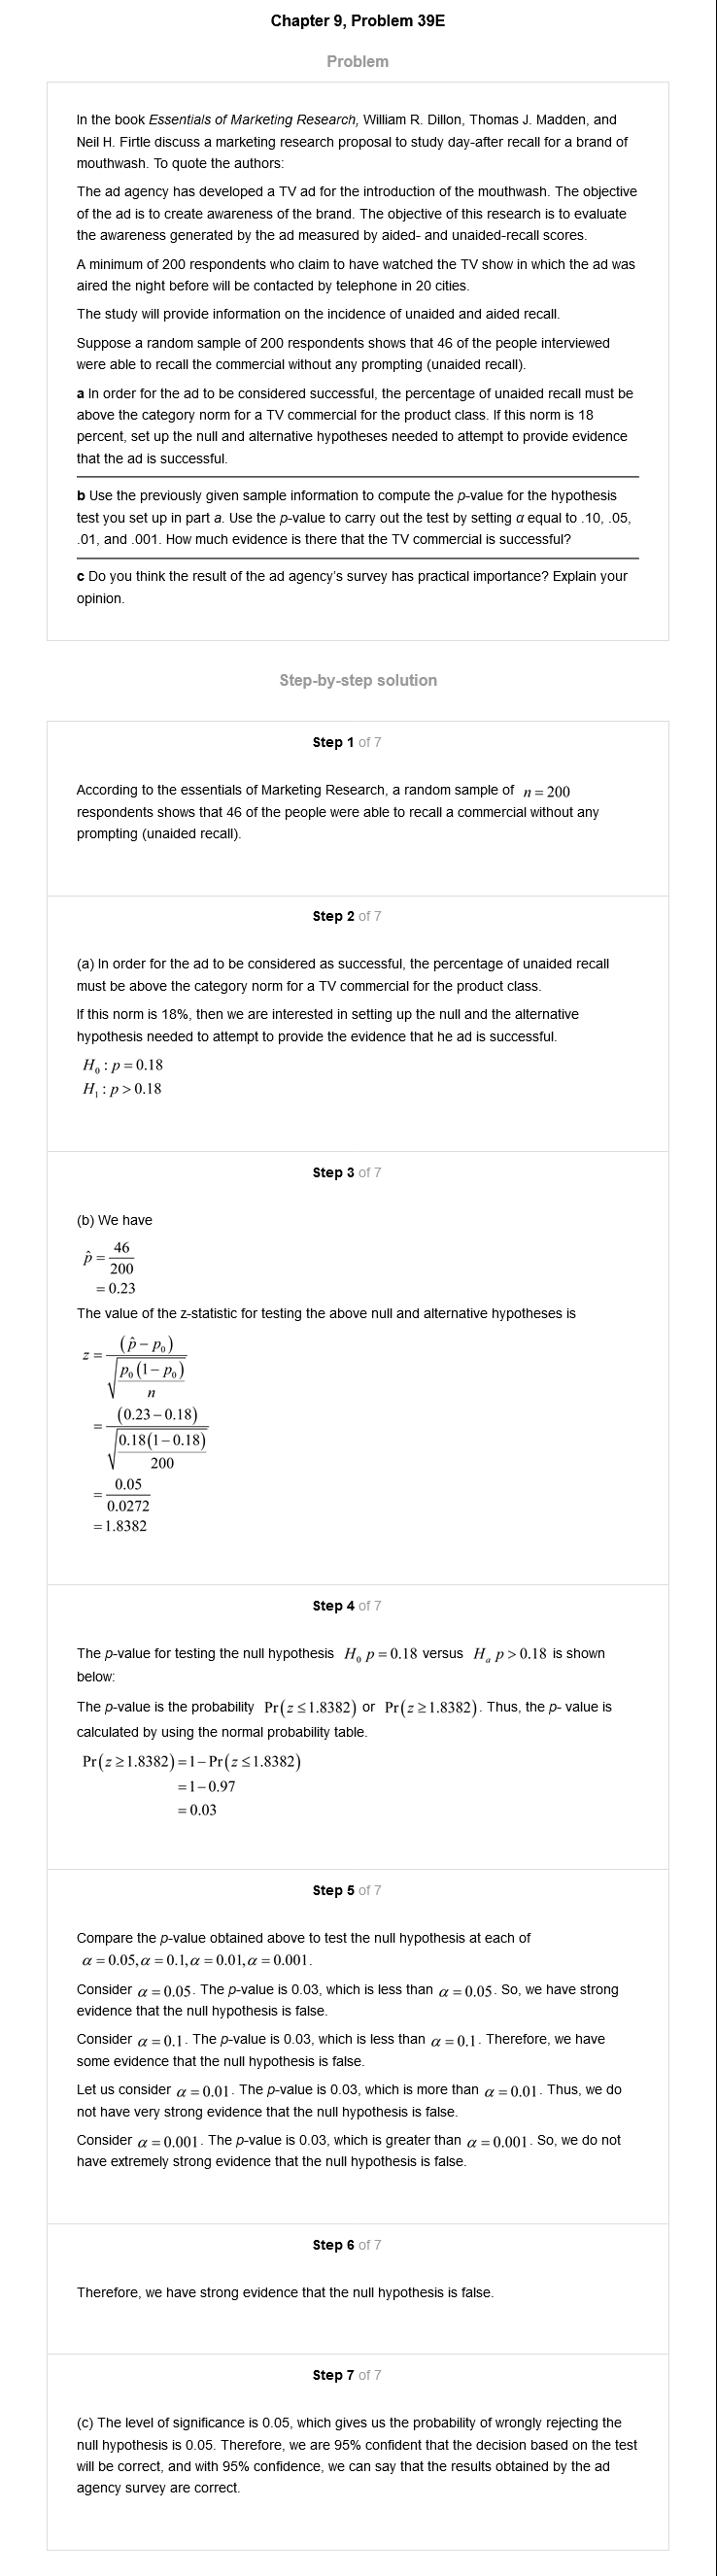 Chapter 9, Problem 39E
Problem
In the book Essentials of Marketing Research, William R. Dillon, Thomas J. Madden, and
Neil H. Firtle discuss a marketing research proposal to study day-after recall for a brand of
mouthwash. To quote the authors:
The ad agency has developed a TV ad for the introduction of the mouthwash. The objective
of the ad is to create awareness of the brand. The objective of this research is to evaluate
the awareness generated by the ad measured by aided- and unaided-recall scores.
A minimum of 200 respondents who claim to have watched the TV show in which the ad was
aired the night before will be contacted by telephone in 20 cities.
The study will provide information on the incidence of unaided and aided recall.
Suppose a random sample of 200 respondents shows that 46 of the people interviewed
were able to recall the commercial without any prompting (unaided recall).
a In order for the ad to be considered successful, the percentage of unaided recall must be
above the category norm for a TV commercial for the product class. If this norm is 18
percent, set up the null and alternative hypotheses needed to attempt to provide evidence
that the ad is successful.
b Use the previously given sample information to compute the p-value for the hypothesis
test you set up in part a. Use the p-value to carry out the test by setting α equal to .10, .05,
.01, and .001. How much evidence is there that the TV commercial is successful?
c Do you think the result of the ad agency's survey has practical importance? Explain your
opinion.
Step-by-step solution
Step 1 of 7
According to the essentials of Marketing Research, a random sample of n = 200
respondents shows that 46 of the people were able to recall a commercial without any
prompting (unaided recall).
Step 2 of 7
(a) In order for the ad to be considered as successful, the percentage of unaided recall
must be above the category norm for a TV commercial for the product class.
If this norm is 18%, then we are interested in setting up the null and the alternative
hypothesis needed to attempt to provide the evidence that he ad is successful.
H₀ : p = 0.18
H₁ : p > 0.18
Step 3 of 7
(b) We have
p̂ = 46
200
= 0.23
The value of the z-statistic for testing the above null and alternative hypotheses is
z = (p̂ − p₀)
√ p₀(1 − p₀)
n
= (0.23 − 0.18)
√ 0.18(1 − 0.18)
200
= 0.05
0.0272
= 1.8382
Step 4 of 7
The p-value for testing the null hypothesis H₀ p = 0.18 versus Hₐ p > 0.18 is shown
below:
The p-value is the probability Pr(z ≤ 1.8382) or Pr(z ≥ 1.8382). Thus, the p- value is
calculated by using the normal probability table.
Pr(z ≥ 1.8382) = 1 − Pr(z ≤ 1.8382)
= 1 − 0.97
= 0.03
Step 5 of 7
Compare the p-value obtained above to test the null hypothesis at each of
α = 0.05, α = 0.1, α = 0.01, α = 0.001.
Consider α = 0.05. The p-value is 0.03, which is less than α = 0.05. So, we have strong
evidence that the null hypothesis is false.
Consider α = 0.1. The p-value is 0.03, which is less than α = 0.1. Therefore, we have
some evidence that the null hypothesis is false.
Let us consider α = 0.01. The p-value is 0.03, which is more than α = 0.01. Thus, we do
not have very strong evidence that the null hypothesis is false.
Consider α = 0.001. The p-value is 0.03, which is greater than α = 0.001. So, we do not
have extremely strong evidence that the null hypothesis is false.
Step 6 of 7
Therefore, we have strong evidence that the null hypothesis is false.
Step 7 of 7
(c) The level of significance is 0.05, which gives us the probability of wrongly rejecting the
null hypothesis is 0.05. Therefore, we are 95% confident that the decision based on the test
will be correct, and with 95% confidence, we can say that the results obtained by the ad
agency survey are correct.